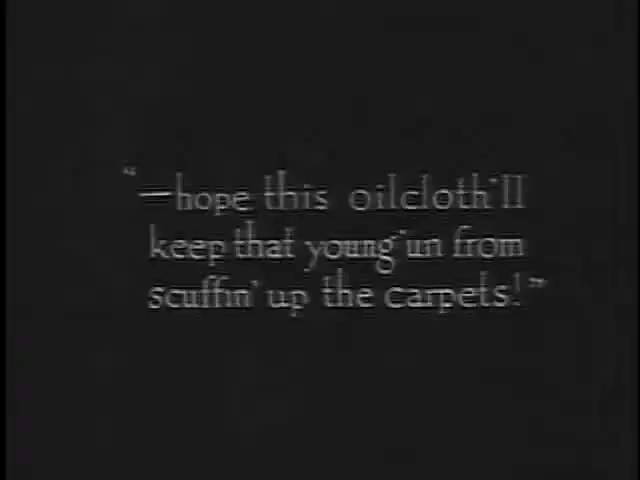 "—hope this oilcloth'll
keep that young'un from
scuffin' up the carpets!"